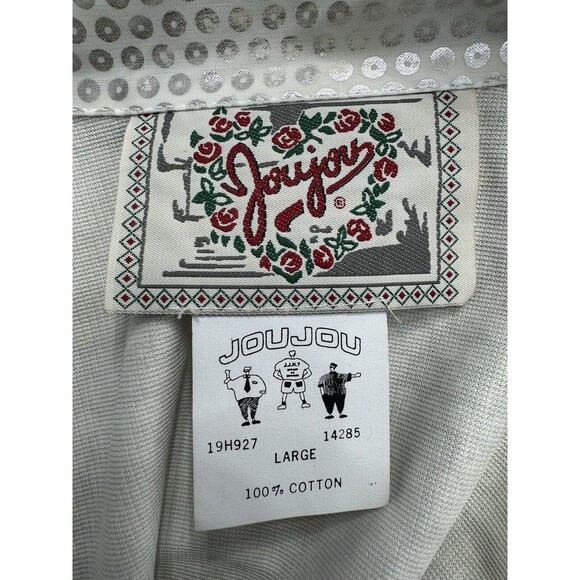 Joujou
®
JOUJOU
J.J.N.Y
19H927 14285
LARGE
100% COTTON